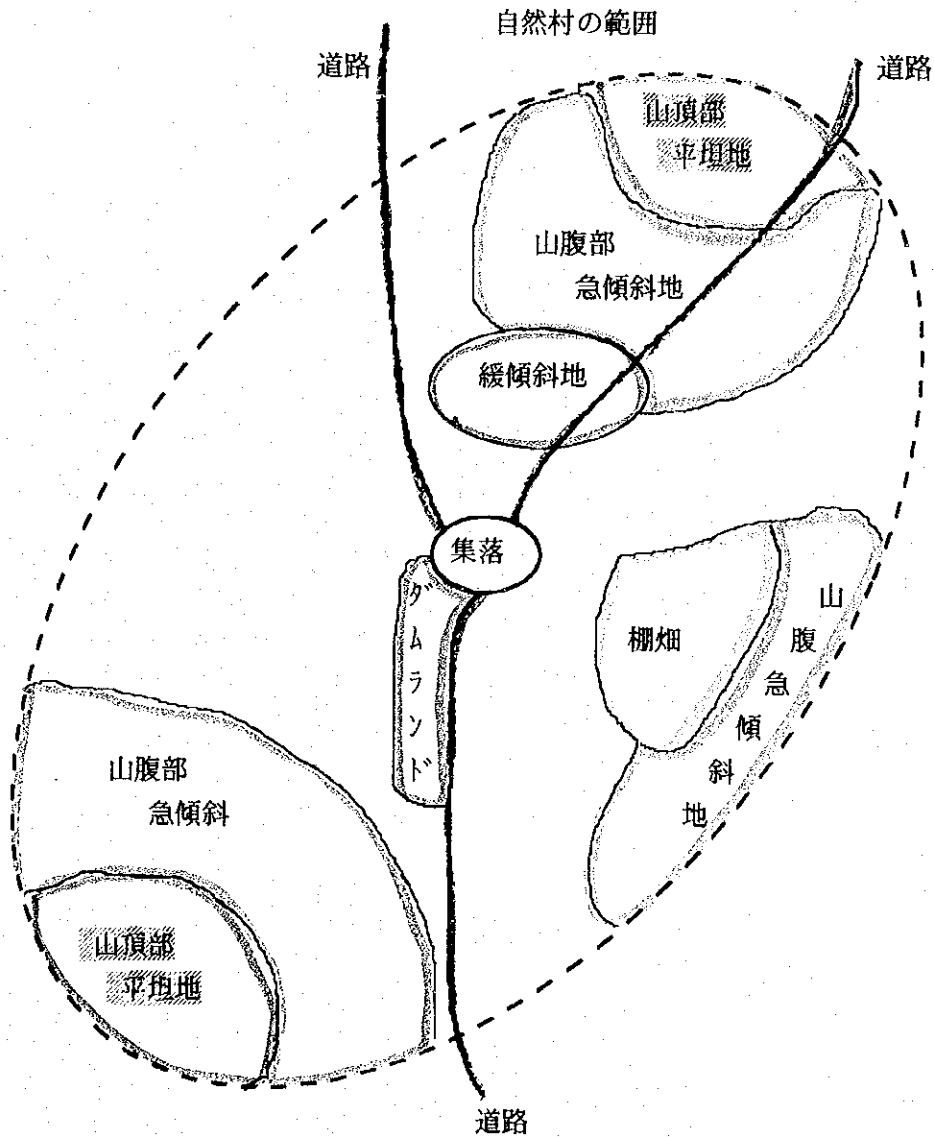 自然村の範囲
道路
道路
山頂部
平坦地
山腹部
急傾斜地
緩傾斜地
集落
ダムランド
棚畑
山腹急傾斜地
山腹部
急傾斜
山頂部
平坦地
道路